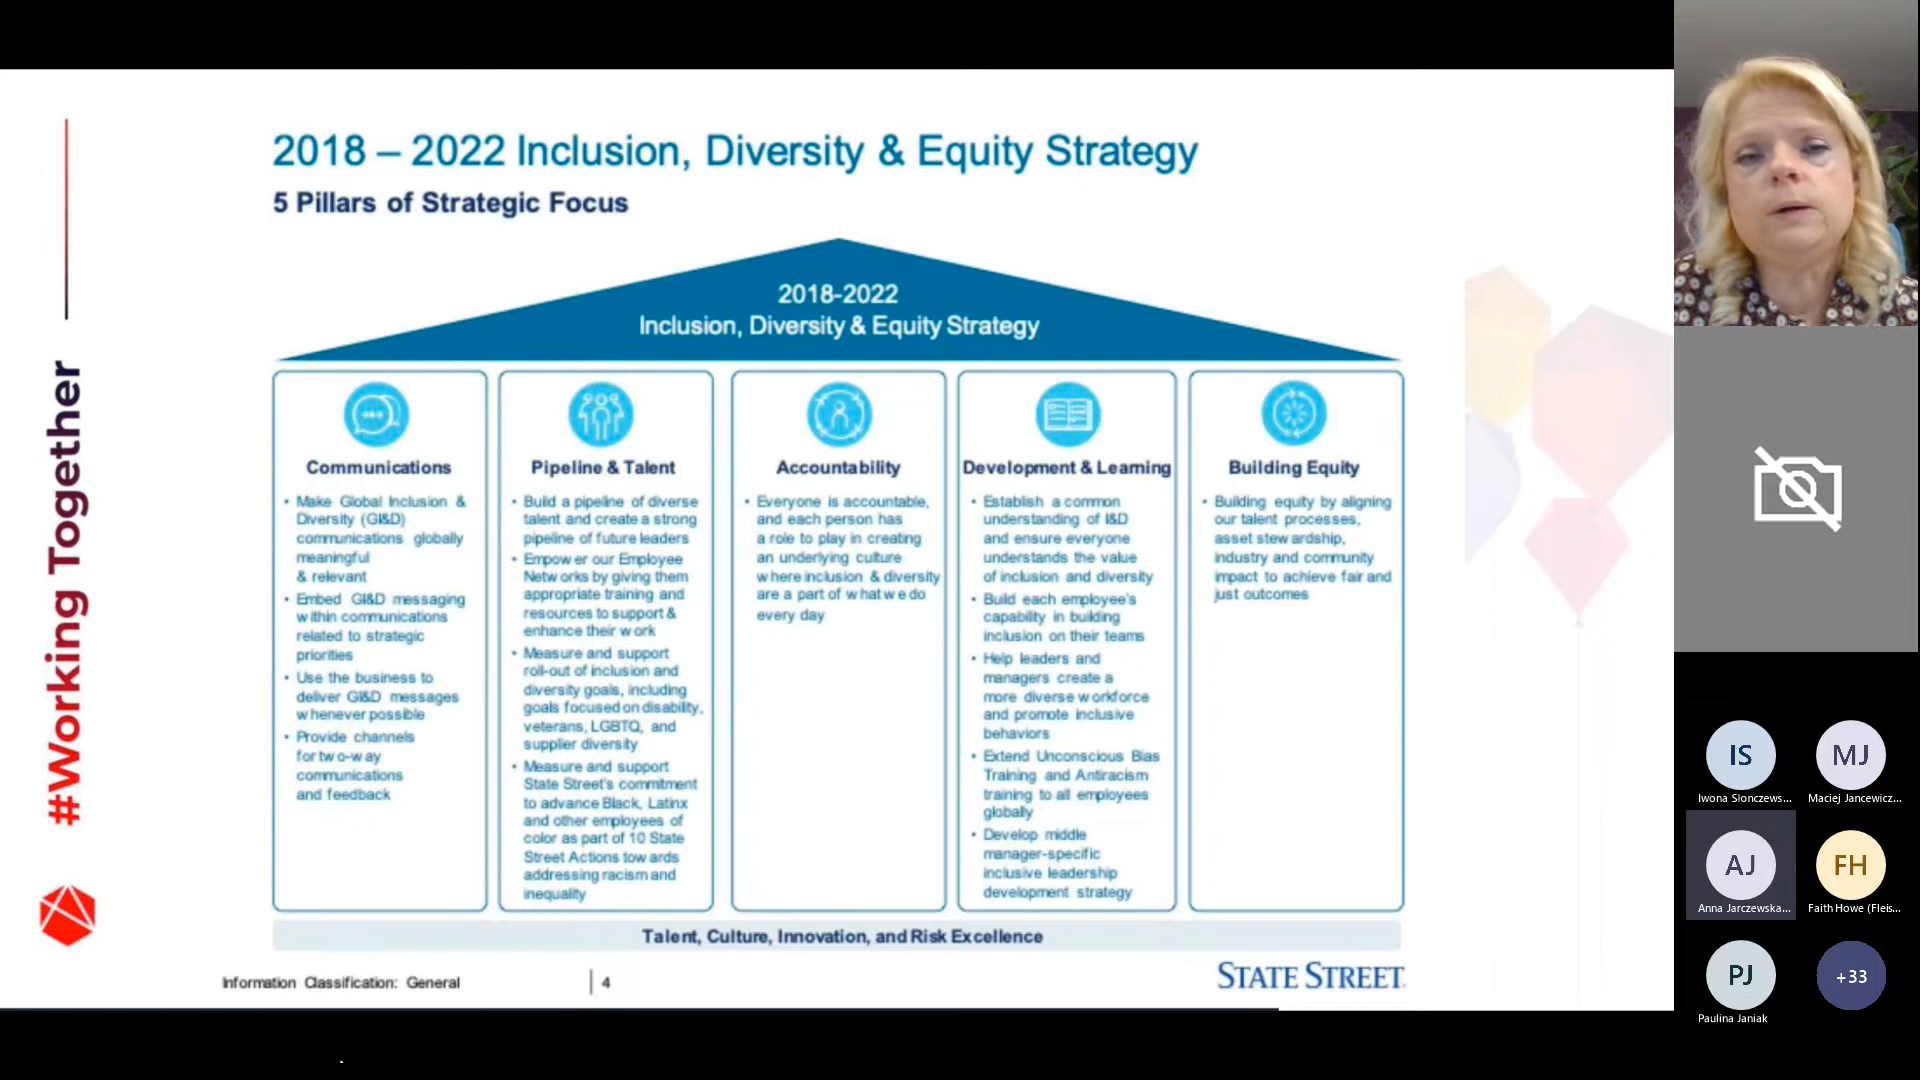 2018 – 2022 Inclusion, Diversity & Equity Strategy
5 Pillars of Strategic Focus
2018-2022
Inclusion, Diversity & Equity Strategy
Communications
• Make Global Inclusion &
Diversity (GI&D)
communications globally
meaningful
& relevant
• Embed GI&D messaging
within communications
related to strategic
priorities
• Use the business to
deliver GI&D messages
whenever possible
• Provide channels
for two-way
communications
and feedback
Pipeline & Talent
• Build a pipeline of diverse
talent and create a strong
pipeline of future leaders
• Empower our Employee
Networks by giving them
appropriate training and
resources to support &
enhance their work
• Measure and support
roll-out of inclusion and
diversity goals, including
goals focused on disability,
veterans, LGBTQ, and
supplier diversity
• Measure and support
State Street's commitment
to advance Black, Latinx
and other employees of
color as part of 10 State
Street Actions towards
addressing racism and
inequality
Accountability
• Everyone is accountable,
and each person has
a role to play in creating
an underlying culture
where inclusion & diversity
are a part of what we do
every day
Development & Learning
• Establish a common
understanding of I&D
and ensure everyone
understands the value
of inclusion and diversity
• Build each employee's
capability in building
inclusion on their teams
• Help leaders and
managers create a
more diverse workforce
and promote inclusive
behaviors
• Extend Unconscious Bias
Training and Antiracism
training to all employees
globally
• Develop middle
manager-specific
inclusive leadership
development strategy
Building Equity
• Building equity by aligning
our talent processes,
asset stewardship,
industry and community
impact to achieve fair and
just outcomes
Talent, Culture, Innovation, and Risk Excellence
Information Classification: General
4
STATE STREET
#Working Together
IS
Iwona Słonczews...
MJ
Maciej Jancewicz...
AJ
Anna Jarczewska...
FH
Faith Howe (Fleis...
PJ
Paulina Janiak
+33